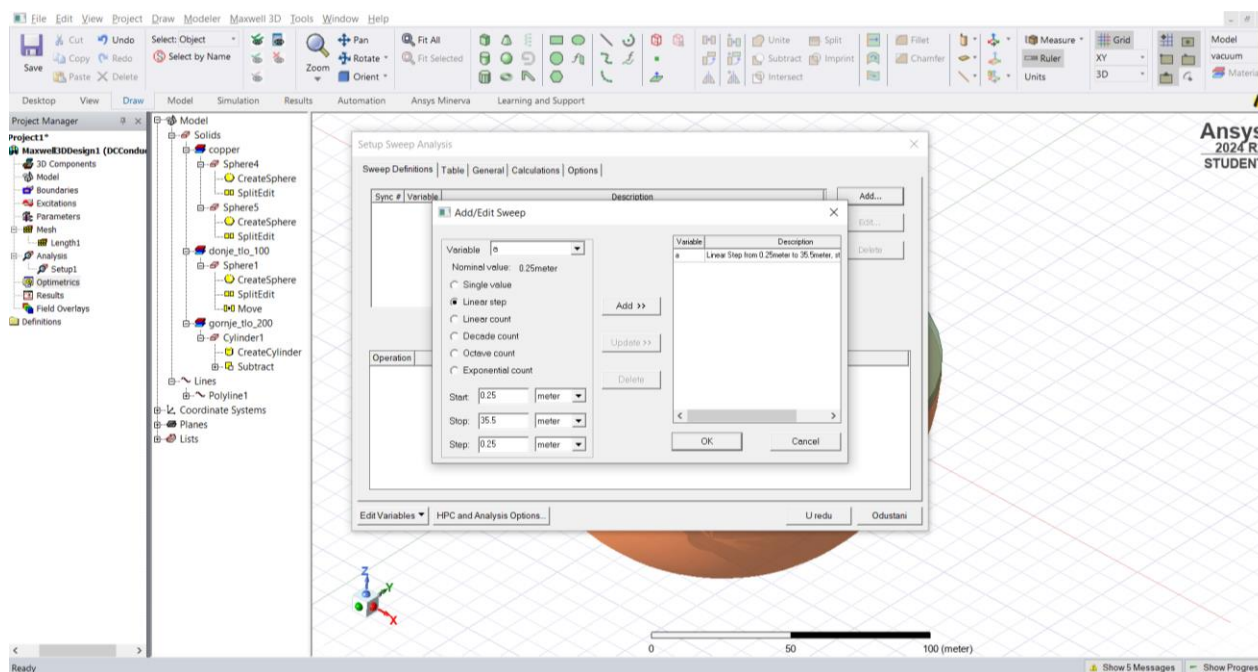 File Edit View Project Draw Modeler Maxwell 3D Tools Window Help
Save
Cut Undo
Copy Redo
Paste Delete
Select: Object
Select by Name
Zoom
Pan
Rotate
Orient
Fit All
Fit Selected
Unite Split
Subtract Imprint
Intersect
Fillet
Chamfer
Measure
Ruler
Units
Grid
XY
3D
Model
vacuum
Desktop View Draw Model Simulation Results Automation Ansys Minerva Learning and Support
Project Manager
Project1*
Maxwell3DDesign1 (DCCondu
3D Components
Model
Boundaries
Excitations
Parameters
Mesh
Length1
Analysis
Setup1
Optimetrics
Results
Field Overlays
Definitions
Model
Solids
copper
Sphere4
CreateSphere
SplitEdit
Sphere5
CreateSphere
SplitEdit
donje_tlo_100
Sphere1
CreateSphere
SplitEdit
Move
gornje_tlo_200
Cylinder1
CreateCylinder
Subtract
Lines
Polyline1
Coordinate Systems
Planes
Lists
Ansys
2024 R
STUDENT
Setup Sweep Analysis
Sweep Definitions Table General Calculations Options
Sync # Variable Description
Add...
Edit...
Delete
Operation
Add/Edit Sweep
Variable a
Nominal value: 0.25meter
Single value
Linear step
Linear count
Decade count
Octave count
Exponential count
Start: 0.25 meter
Stop: 35.5 meter
Step: 0.25 meter
Add >>
Update >>
Delete
Variable Description
a Linear Step from 0.25meter to 35.5meter, st
OK Cancel
Edit Variables HPC and Analysis Options...
U redu Odustani
Z
Y
X
0 50 100 (meter)
Ready
Show 5 Messages Show Progre